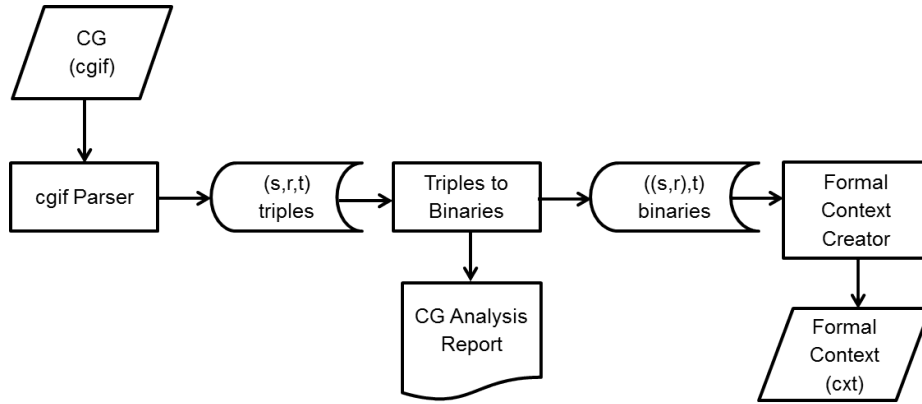 CG
(cgif)
cgif Parser
(s,r,t)
triples
Triples to
Binaries
((s,r),t)
binaries
Formal
Context
Creator
CG Analysis
Report
Formal
Context
(cxt)